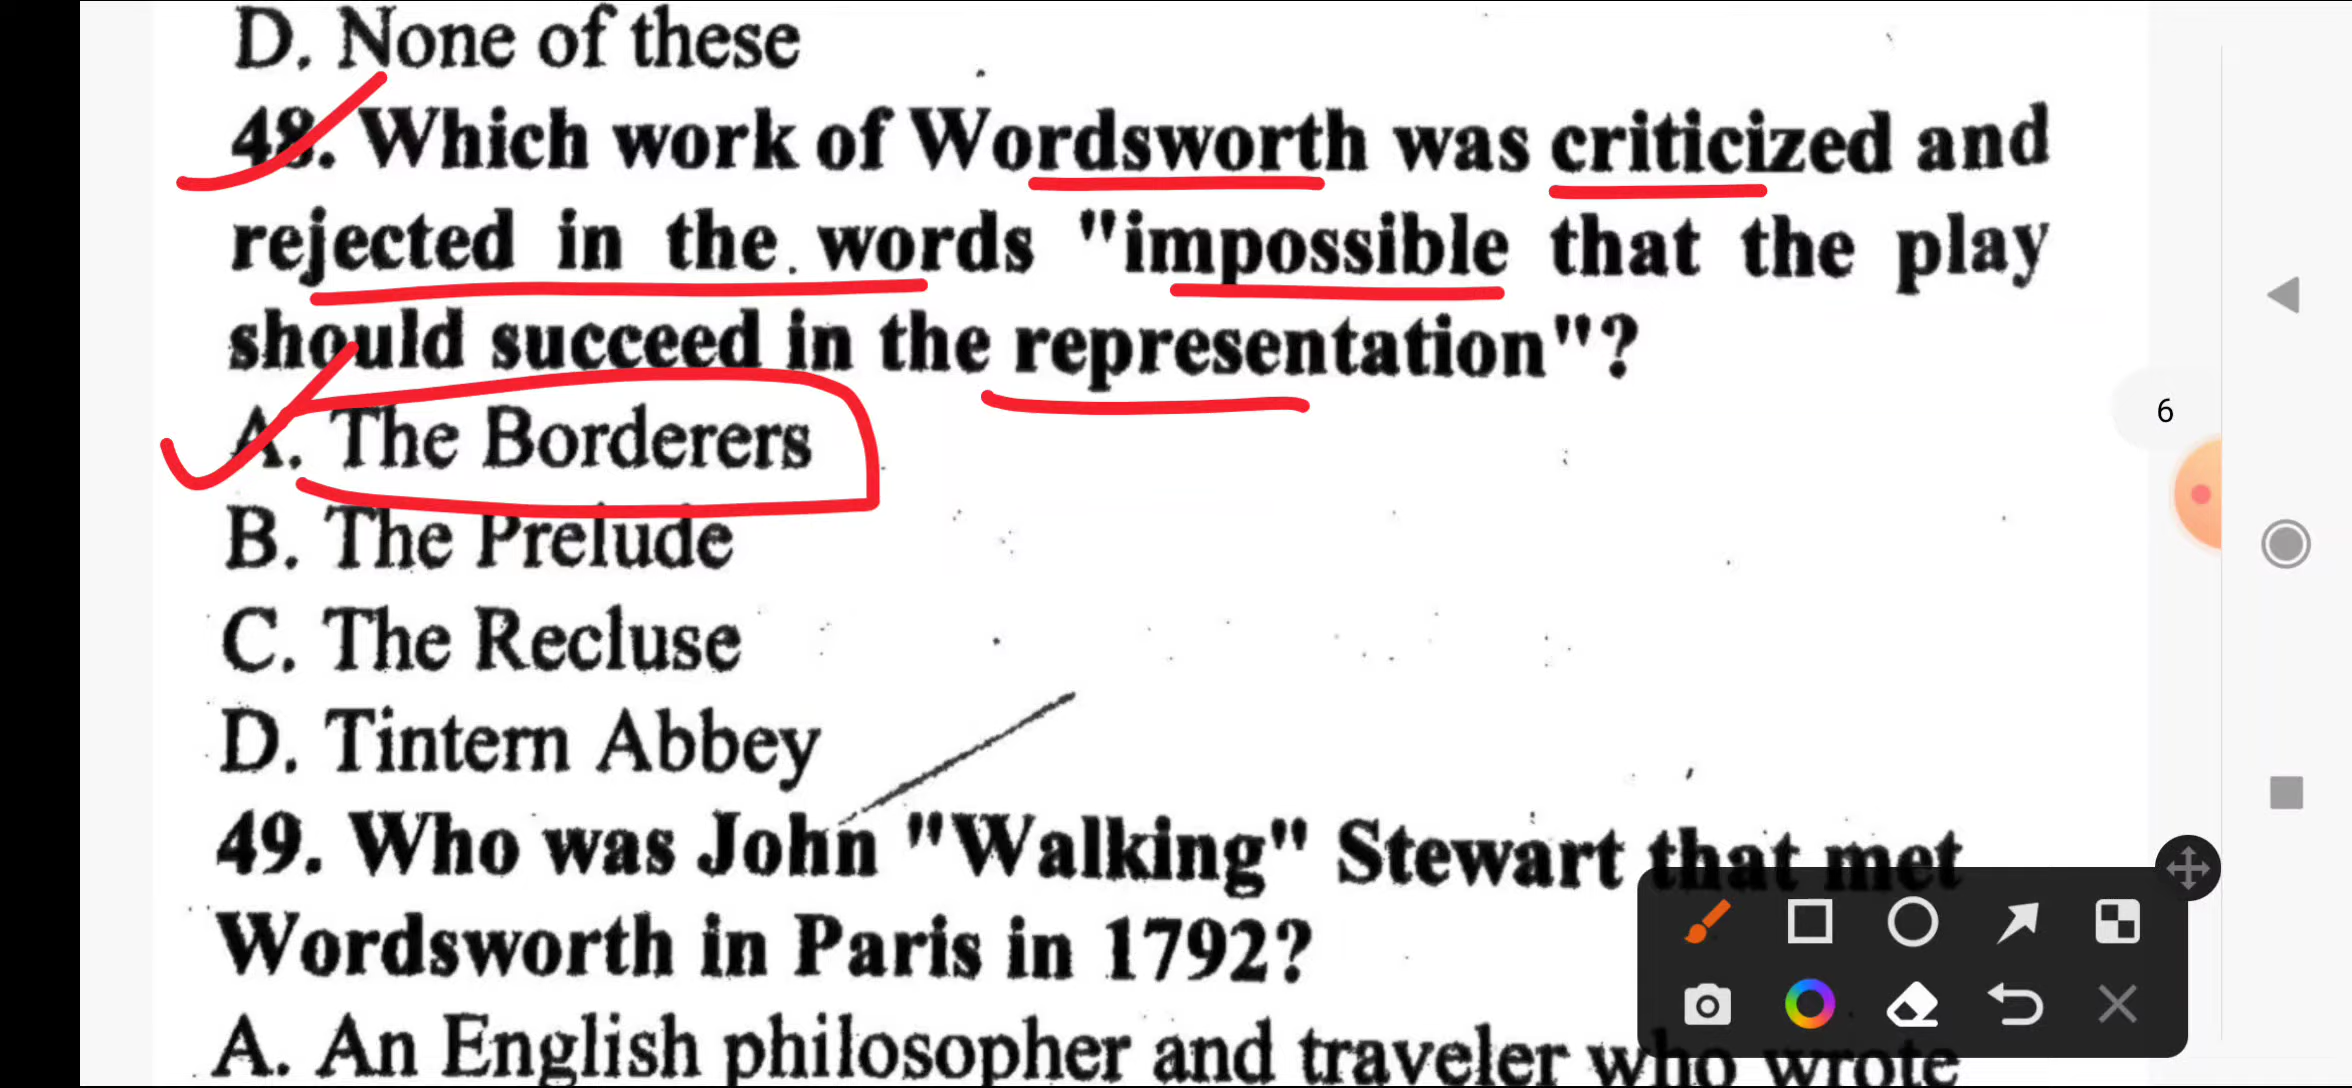 D. None of these
48. Which work of Wordsworth was criticized and
rejected in the words "impossible that the play
should succeed in the representation"?
A. The Borderers
B. The Prelude
C. The Recluse
D. Tintern Abbey
49. Who was John "Walking" Stewart that met
Wordsworth in Paris in 1792?
A. An English philosopher and traveler who wrote
6